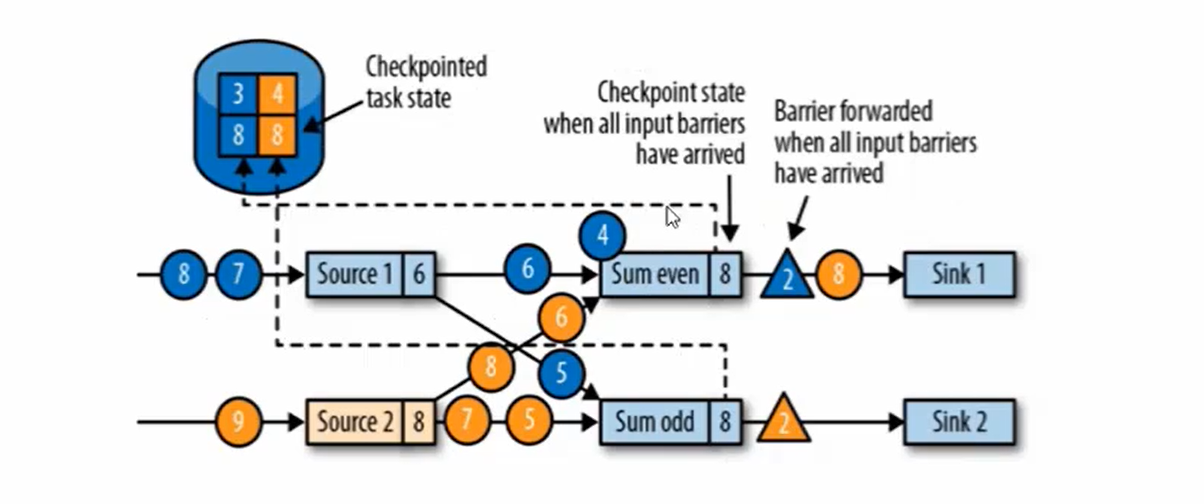 Checkpointed
task state
3 4
8 8
Checkpoint state
when all input barriers
have arrived
Barrier forwarded
when all input barriers
have arrived
4
8 7 Source 1 6 6 Sum even 8 2 8 Sink 1
6
8 5
9 Source 2 8 7 5 Sum odd 8 2 Sink 2